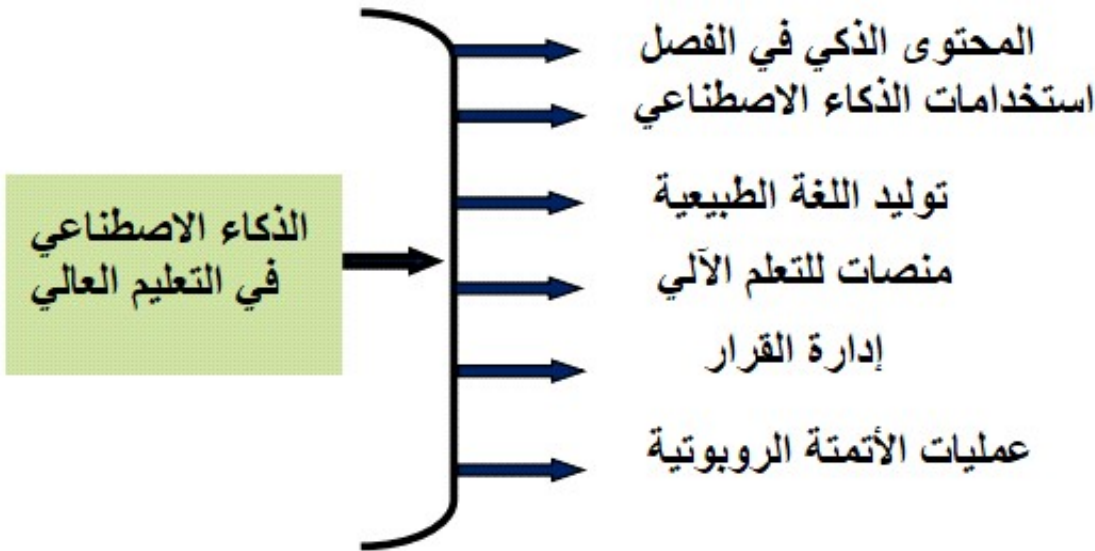 الذكاء الاصطناعي
في التعليم العالي
المحتوى الذكي في الفصل
استخدامات الذكاء الاصطناعي
توليد اللغة الطبيعية
منصات للتعلم الآلي
إدارة القرار
عمليات الأتمتة الروبوتية